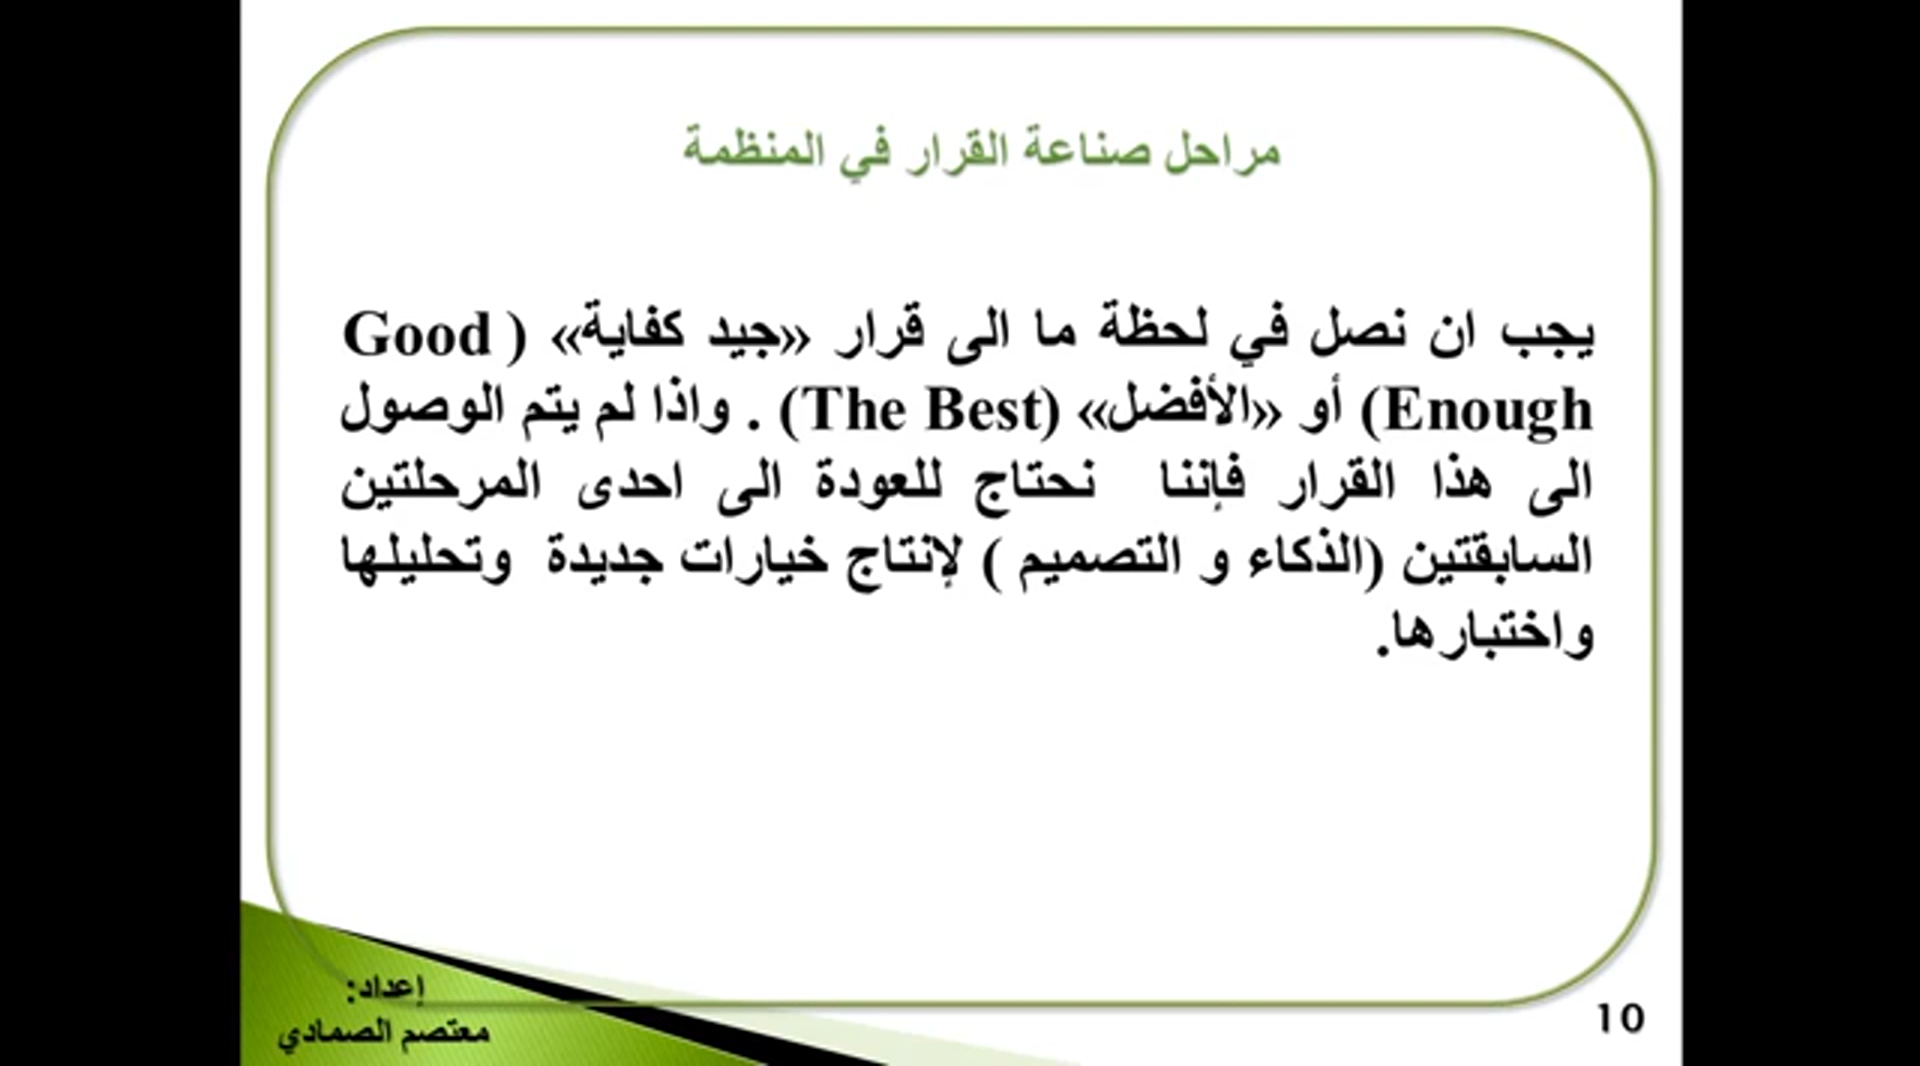 مراحل صناعة القرار في المنظمة
يجب ان نصل في لحظة ما الى قرار «جيد كفاية» ( Good
Enough) أو «الأفضل» (The Best) . واذا لم يتم الوصول
الى هذا القرار فإننا نحتاج للعودة الى احدى المرحلتين
السابقتين (الذكاء و التصميم ) لإنتاج خيارات جديدة وتحليلها
واختبارها.
إعداد:
معتصم الصمادي
10